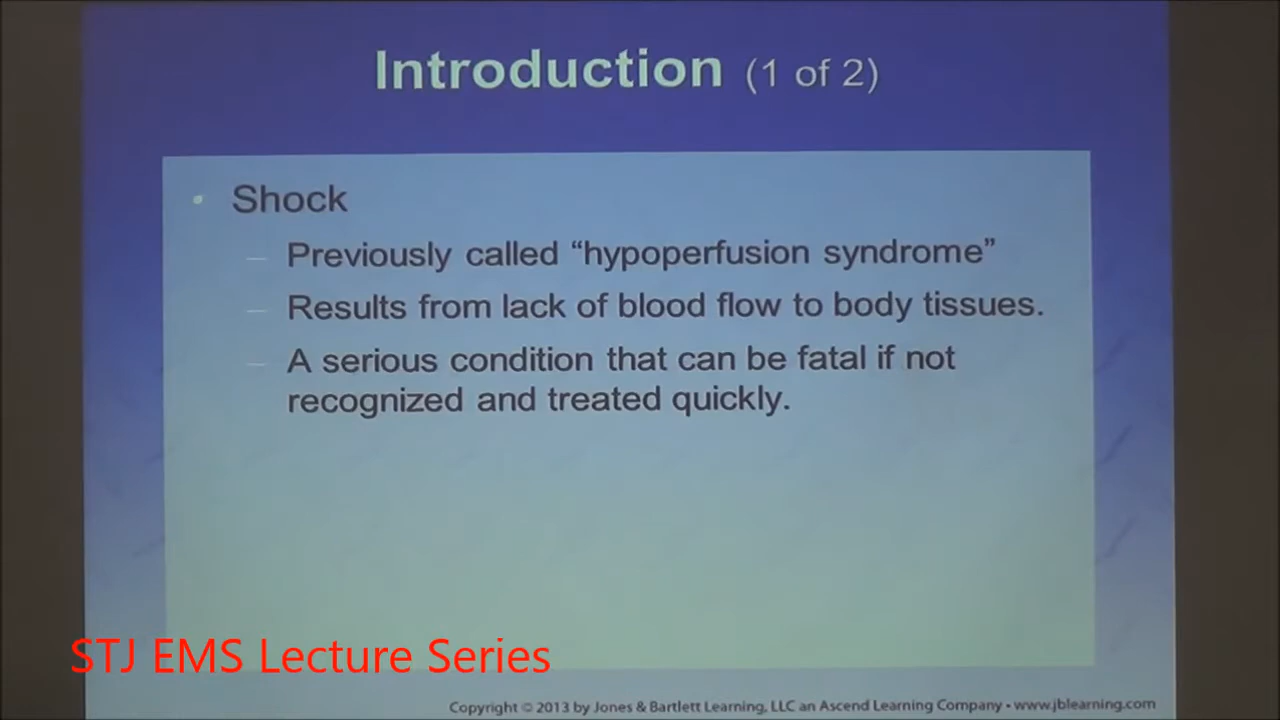 Introduction (1 of 2)
• Shock
– Previously called “hypoperfusion syndrome”
– Results from lack of blood flow to body tissues.
– A serious condition that can be fatal if not
recognized and treated quickly.
STJ EMS Lecture Series
Copyright © 2013 by Jones & Bartlett Learning, LLC an Ascend Learning Company • www.jblearning.com